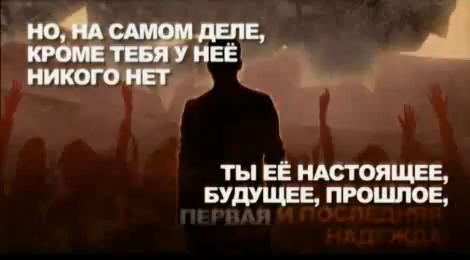 НО, НА САМОМ ДЕЛЕ,
КРОМЕ ТЕБЯ У НЕЁ
НИКОГО НЕТ
ТЫ ЕЁ НАСТОЯЩЕЕ,
БУДУЩЕЕ, ПРОШЛОЕ,
ПЕРВАЯ И ПОСЛЕДНЯЯ
НАДЕЖДА